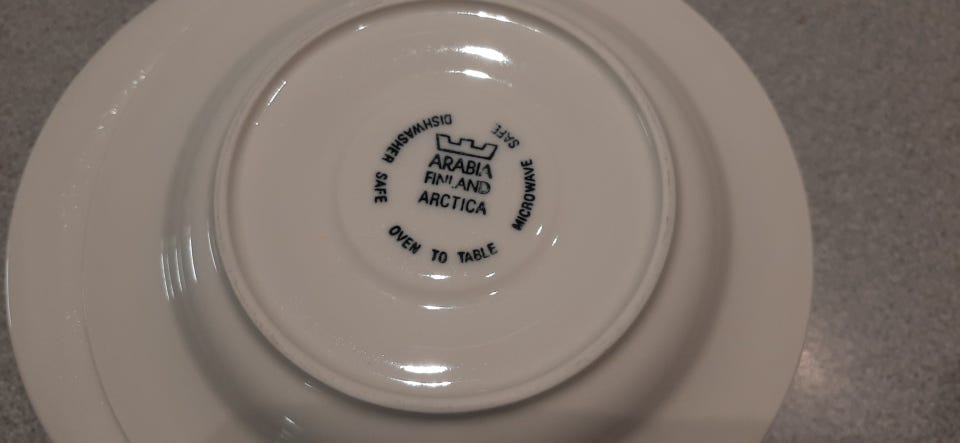 ARABIA
FINLAND
ARCTICA
DISHWASHER SAFE
OVEN TO TABLE
MICROWAVE SAFE